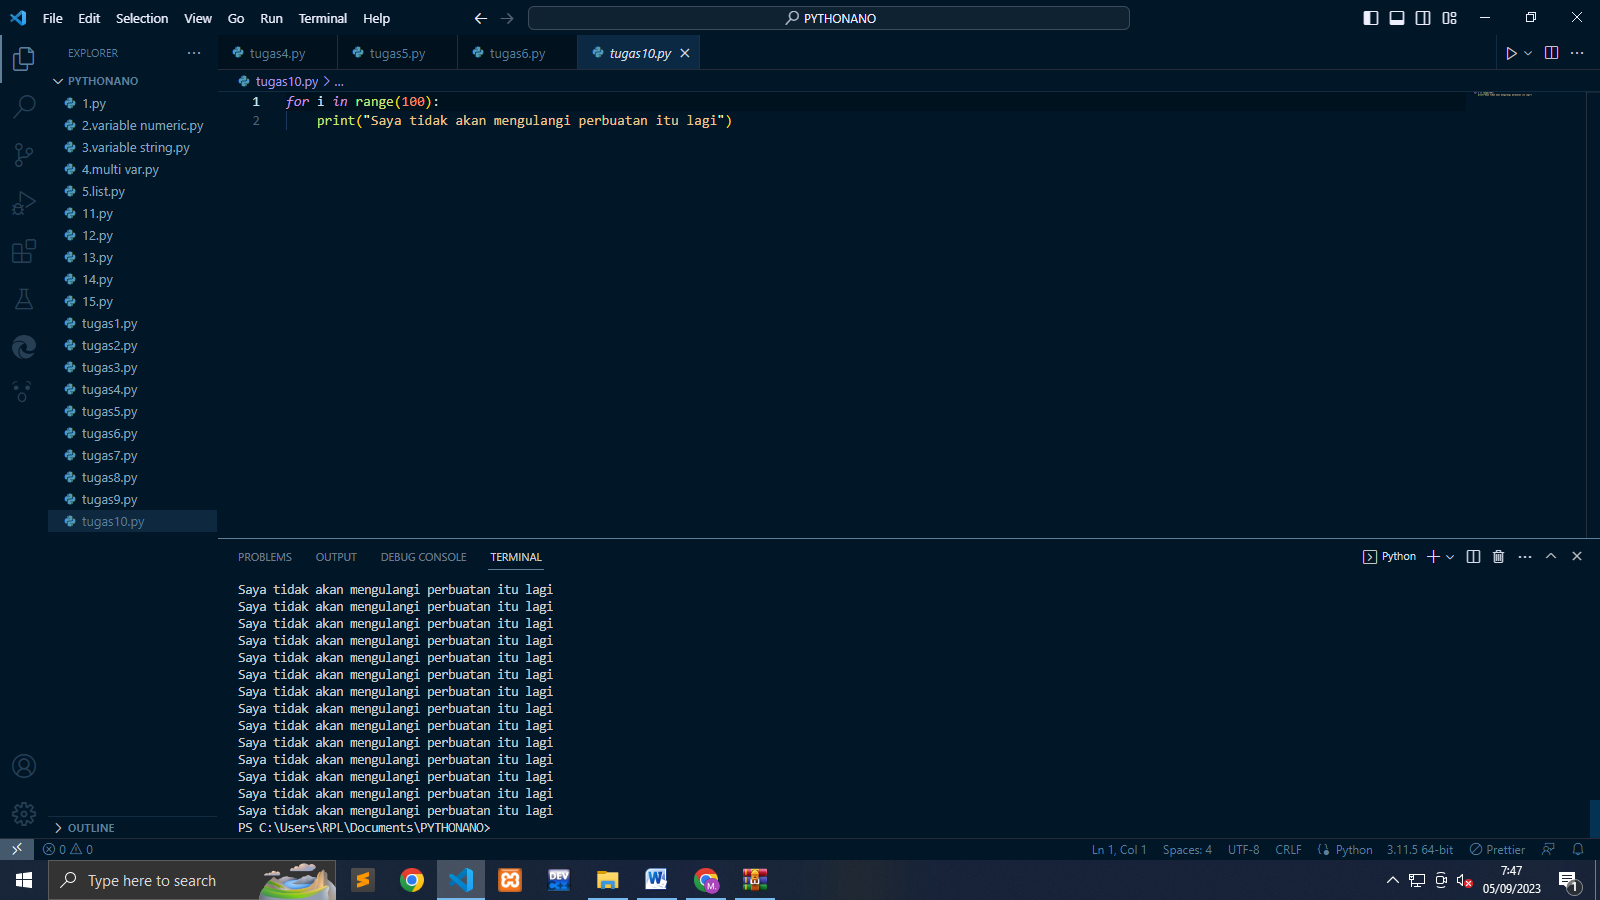 File Edit Selection View Go Run Terminal Help
PYTHONANO
EXPLORER
PYTHONANO
1.py
2.variable numeric.py
3.variable string.py
4.multi var.py
5.list.py
11.py
12.py
13.py
14.py
15.py
tugas1.py
tugas2.py
tugas3.py
tugas4.py
tugas5.py
tugas6.py
tugas7.py
tugas8.py
tugas9.py
tugas10.py
OUTLINE
tugas4.py tugas5.py tugas6.py tugas10.py
tugas10.py > ...
1 for i in range(100):
2 print("Saya tidak akan mengulangi perbuatan itu lagi")
PROBLEMS OUTPUT DEBUG CONSOLE TERMINAL
Python
Saya tidak akan mengulangi perbuatan itu lagi
Saya tidak akan mengulangi perbuatan itu lagi
Saya tidak akan mengulangi perbuatan itu lagi
Saya tidak akan mengulangi perbuatan itu lagi
Saya tidak akan mengulangi perbuatan itu lagi
Saya tidak akan mengulangi perbuatan itu lagi
Saya tidak akan mengulangi perbuatan itu lagi
Saya tidak akan mengulangi perbuatan itu lagi
Saya tidak akan mengulangi perbuatan itu lagi
Saya tidak akan mengulangi perbuatan itu lagi
Saya tidak akan mengulangi perbuatan itu lagi
Saya tidak akan mengulangi perbuatan itu lagi
Saya tidak akan mengulangi perbuatan itu lagi
Saya tidak akan mengulangi perbuatan itu lagi
PS C:\Users\RPL\Documents\PYTHONANO>
0 0
Ln 1, Col 1 Spaces: 4 UTF-8 CRLF Python 3.11.5 64-bit Prettier
Type here to search
DEV
M.
7:47
05/09/2023
1